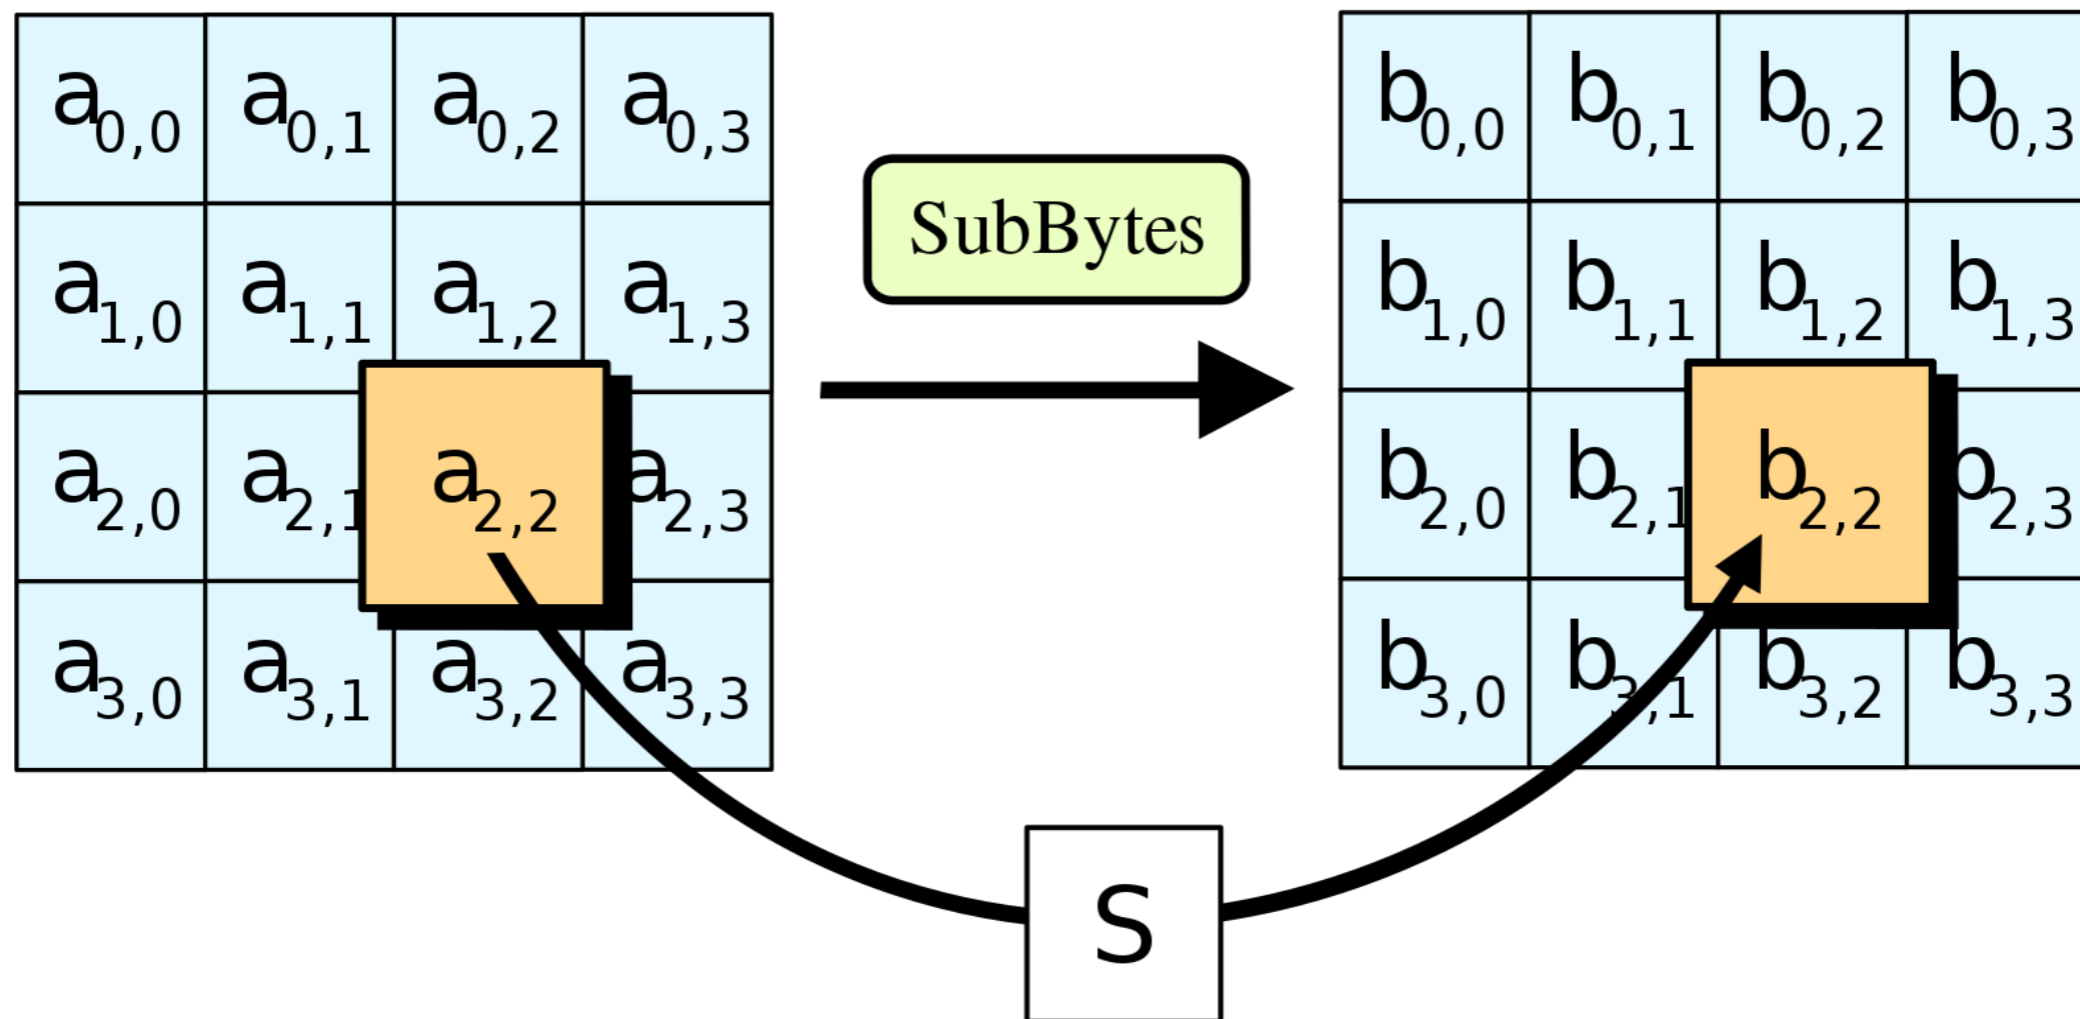 a0,0 a0,1 a0,2 a0,3
a1,0 a1,1 a1,2 a1,3
a2,0 a2,1 a2,2 a2,3
a3,0 a3,1 a3,2 a3,3
SubBytes
b0,0 b0,1 b0,2 b0,3
b1,0 b1,1 b1,2 b1,3
b2,0 b2,1 b2,2 b2,3
b3,0 b3,1 b3,2 b3,3
S